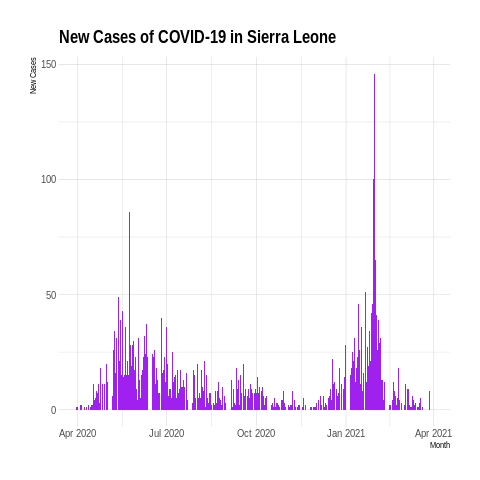 New Cases of COVID-19 in Sierra Leone
New Cases
150
100
50
0
Apr 2020
Jul 2020
Oct 2020
Jan 2021
Apr 2021
Month